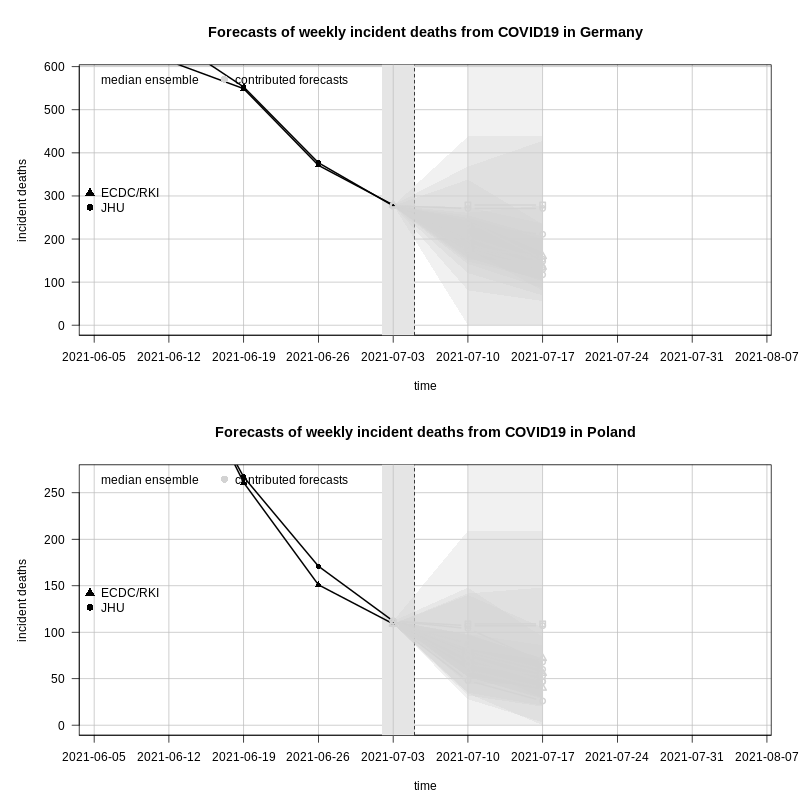 Forecasts of weekly incident deaths from COVID19 in Germany
600
median ensemble contributed forecasts
500
400
incident deaths
300
ECDC/RKI
JHU
200
100
0
2021-06-05 2021-06-12 2021-06-19 2021-06-26 2021-07-03 2021-07-10 2021-07-17 2021-07-24 2021-07-31 2021-08-07
time
Forecasts of weekly incident deaths from COVID19 in Poland
median ensemble contributed forecasts
250
200
incident deaths
150
ECDC/RKI
JHU
100
50
0
2021-06-05 2021-06-12 2021-06-19 2021-06-26 2021-07-03 2021-07-10 2021-07-17 2021-07-24 2021-07-31 2021-08-07
time